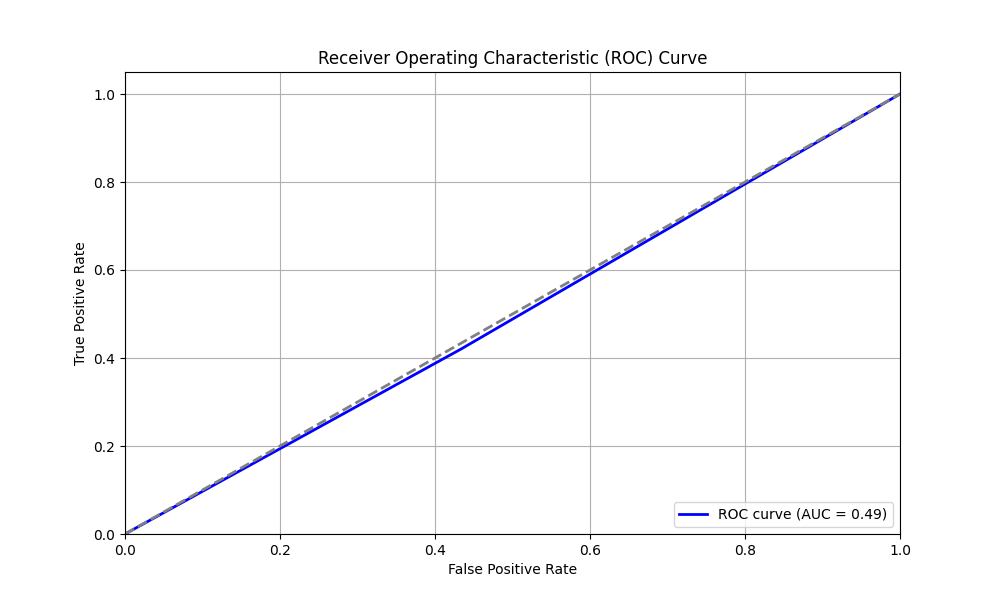 Receiver Operating Characteristic (ROC) Curve
1.0
0.8
0.6
0.4
0.2
0.0
True Positive Rate
ROC curve (AUC = 0.49)
0.0 0.2 0.4 0.6 0.8 1.0
False Positive Rate